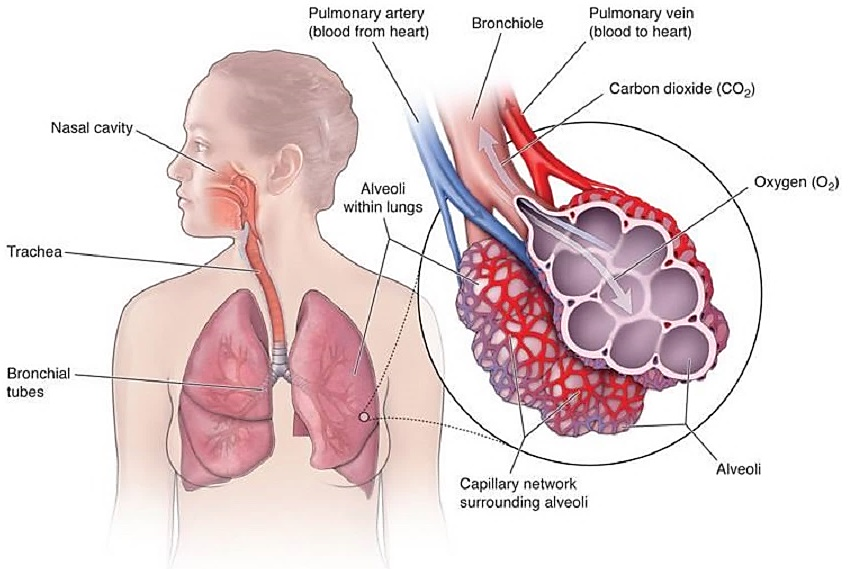 Pulmonary artery
(blood from heart)
Bronchiole
Pulmonary vein
(blood to heart)
Carbon dioxide (CO₂)
Nasal cavity
Oxygen (O₂)
Alveoli
within lungs
Trachea
Bronchial
tubes
Alveoli
Capillary network
surrounding alveoli